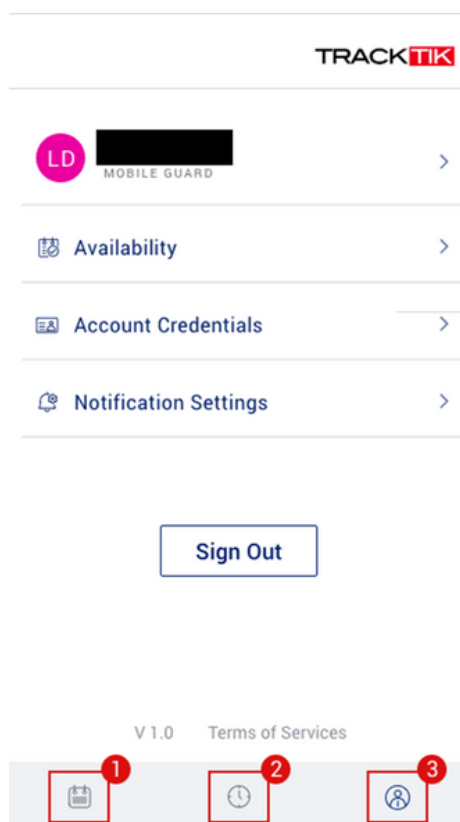 TRACKTIK
LD
MOBILE GUARD
Availability
Account Credentials
Notification Settings
Sign Out
V 1.0 Terms of Services
1 2 3